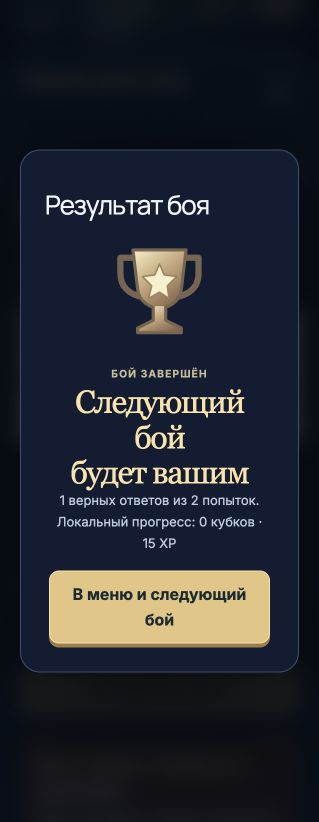 Результат боя
БОЙ ЗАВЕРШЁН
Следующий
бой
будет вашим
1 верных ответов из 2 попыток.
Локальный прогресс: 0 кубков ·
15 XP
В меню и следующий
бой